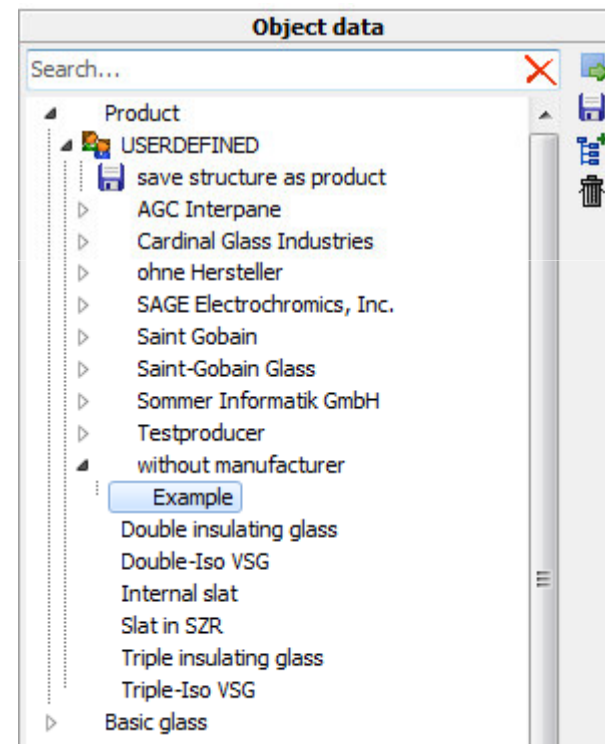 Object data
Search...
Product
USERDEFINED
save structure as product
AGC Interpane
Cardinal Glass Industries
ohne Hersteller
SAGE Electrochromics, Inc.
Saint Gobain
Saint-Gobain Glass
Sommer Informatik GmbH
Testproducer
without manufacturer
Example
Double insulating glass
Double-Iso VSG
Internal slat
Slat in SZR
Triple insulating glass
Triple-Iso VSG
Basic glass